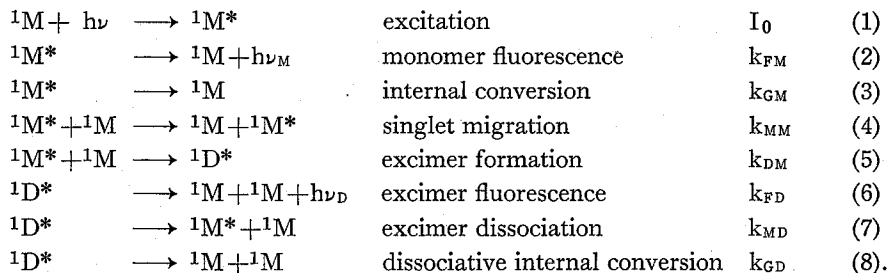 ¹M + hν ⟶ ¹M* excitation I₀ (1)
¹M* ⟶ ¹M + hν_M monomer fluorescence k_FM (2)
¹M* ⟶ ¹M internal conversion k_GM (3)
¹M* + ¹M ⟶ ¹M + ¹M* singlet migration k_MM (4)
¹M* + ¹M ⟶ ¹D* excimer formation k_DM (5)
¹D* ⟶ ¹M + ¹M + hν_D excimer fluorescence k_FD (6)
¹D* ⟶ ¹M* + ¹M excimer dissociation k_MD (7)
¹D* ⟶ ¹M + ¹M dissociative internal conversion k_GD (8).